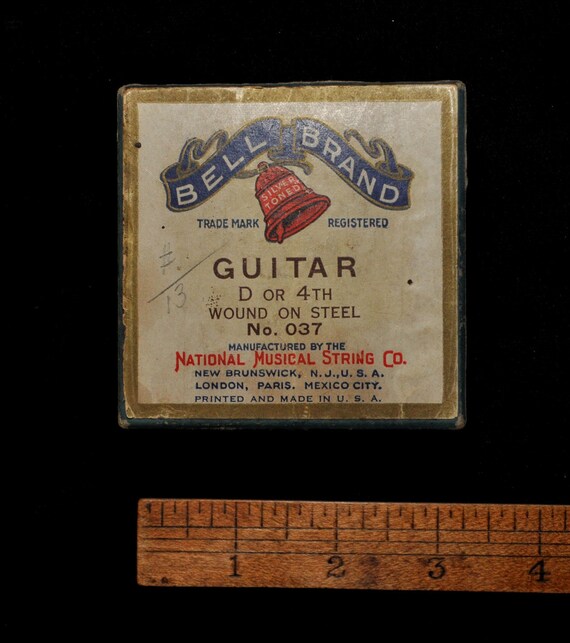 BELL BRAND
SILVER
TONED
TRADE MARK REGISTERED
GUITAR
D OR 4TH
WOUND ON STEEL
No. 037
MANUFACTURED BY THE
NATIONAL MUSICAL STRING CO.
NEW BRUNSWICK, N.J., U.S.A.
LONDON, PARIS. MEXICO CITY.
PRINTED AND MADE IN U.S.A.
#
13
1 2 3 4